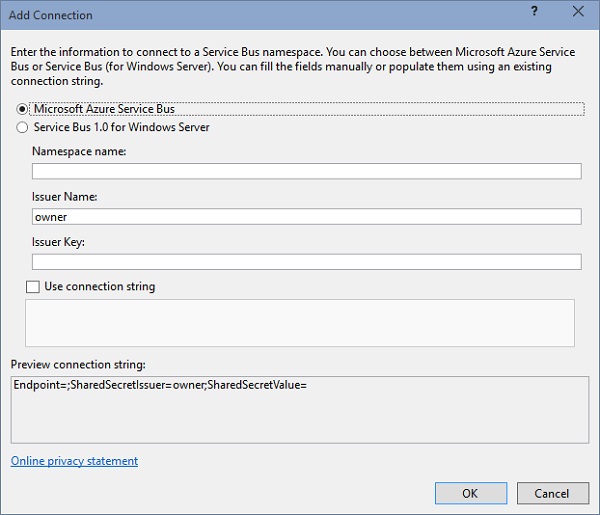 Add Connection
?
Enter the information to connect to a Service Bus namespace. You can choose between Microsoft Azure Service
Bus or Service Bus (for Windows Server). You can fill the fields manually or populate them using an existing
connection string.
Microsoft Azure Service Bus
Service Bus 1.0 for Windows Server
Namespace name:
Issuer Name:
owner
Issuer Key:
Use connection string
Preview connection string:
Endpoint=;SharedSecretIssuer=owner;SharedSecretValue=
Online privacy statement
OK
Cancel